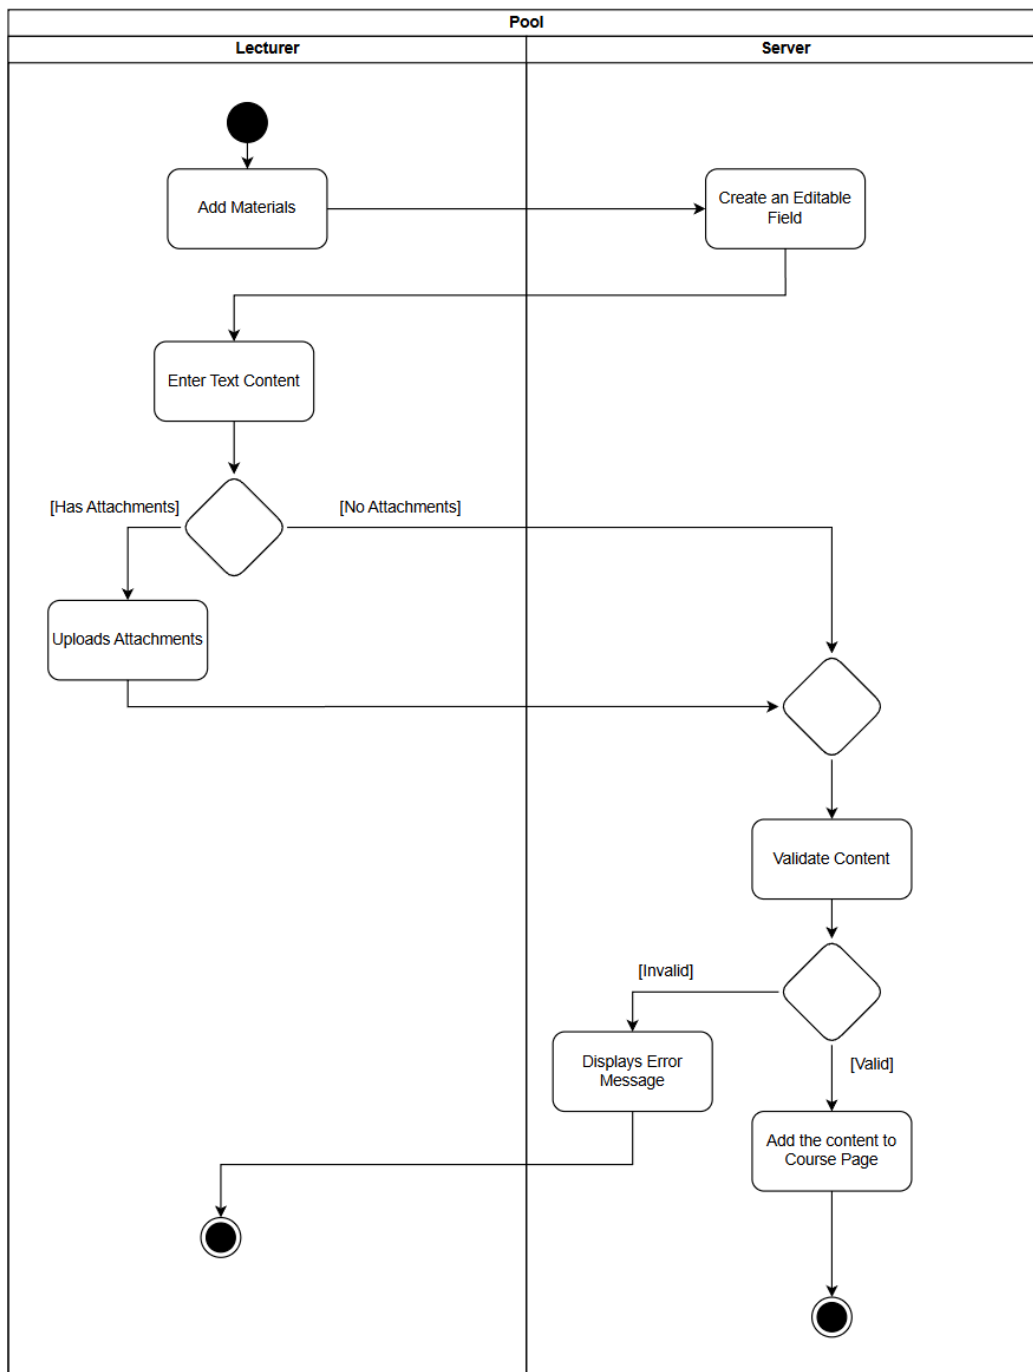 Pool
Lecturer
Server
Add Materials
Create an Editable
Field
Enter Text Content
[Has Attachments]
[No Attachments]
Uploads Attachments
Validate Content
[Invalid]
Displays Error
Message
[Valid]
Add the content to
Course Page